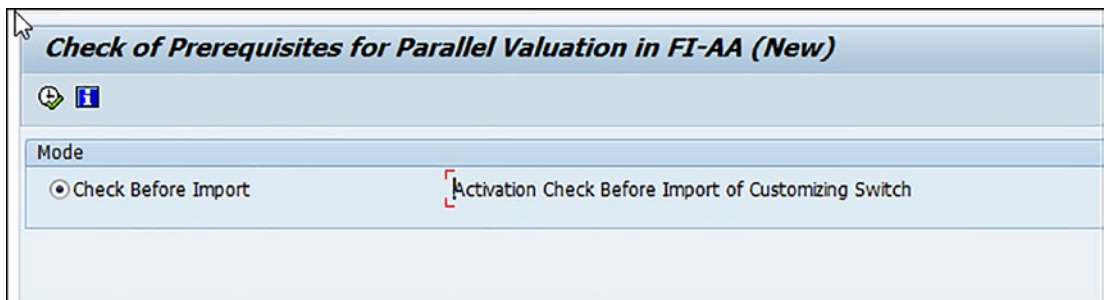 Check of Prerequisites for Parallel Valuation in FI-AA (New)
Mode
Check Before Import Activation Check Before Import of Customizing Switch